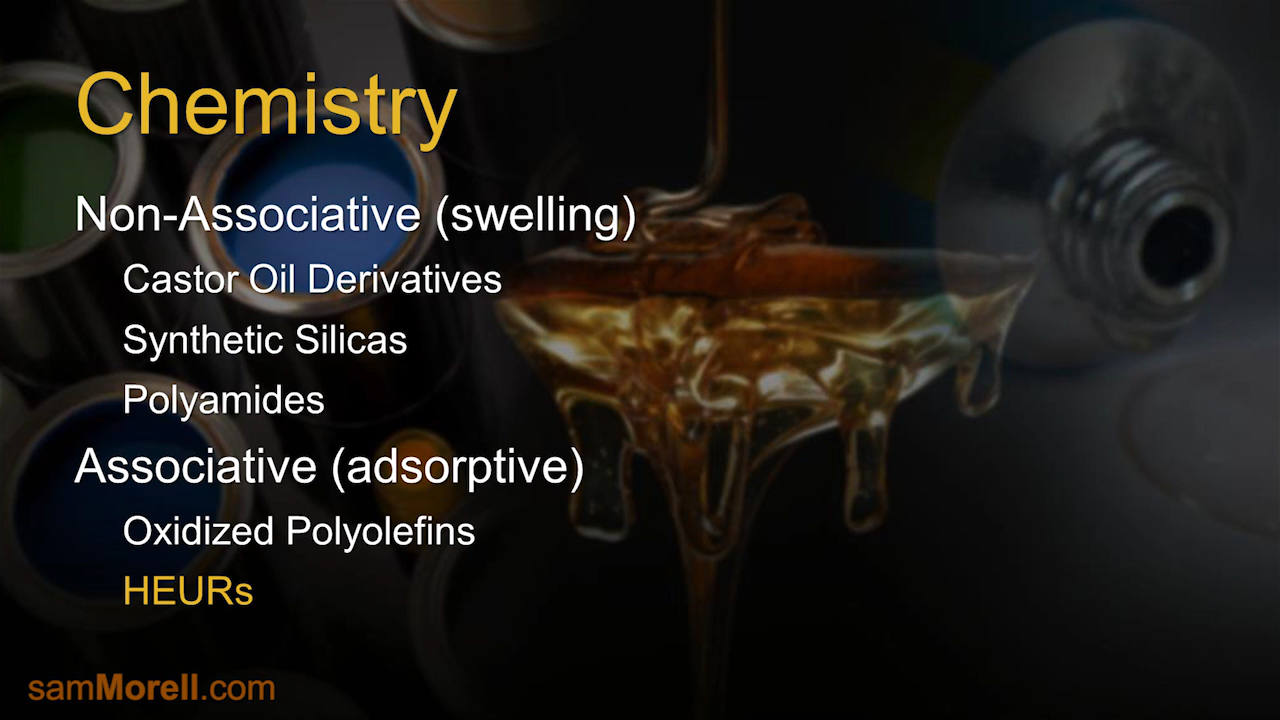 Chemistry
Non-Associative (swelling)
Castor Oil Derivatives
Synthetic Silicas
Polyamides
Associative (adsorptive)
Oxidized Polyolefins
HEURs
samMorell.com